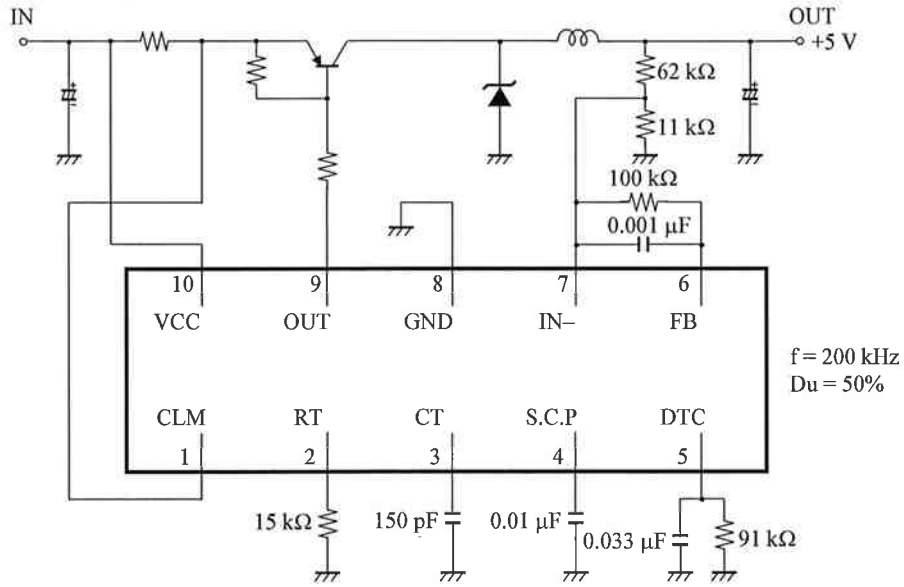 IN
OUT
+5 V
62 kΩ
11 kΩ
100 kΩ
0.001 μF
10 9 8 7 6
VCC OUT GND IN– FB
f = 200 kHz
Du = 50%
CLM RT CT S.C.P DTC
1 2 3 4 5
15 kΩ 150 pF 0.01 μF 0.033 μF 91 kΩ